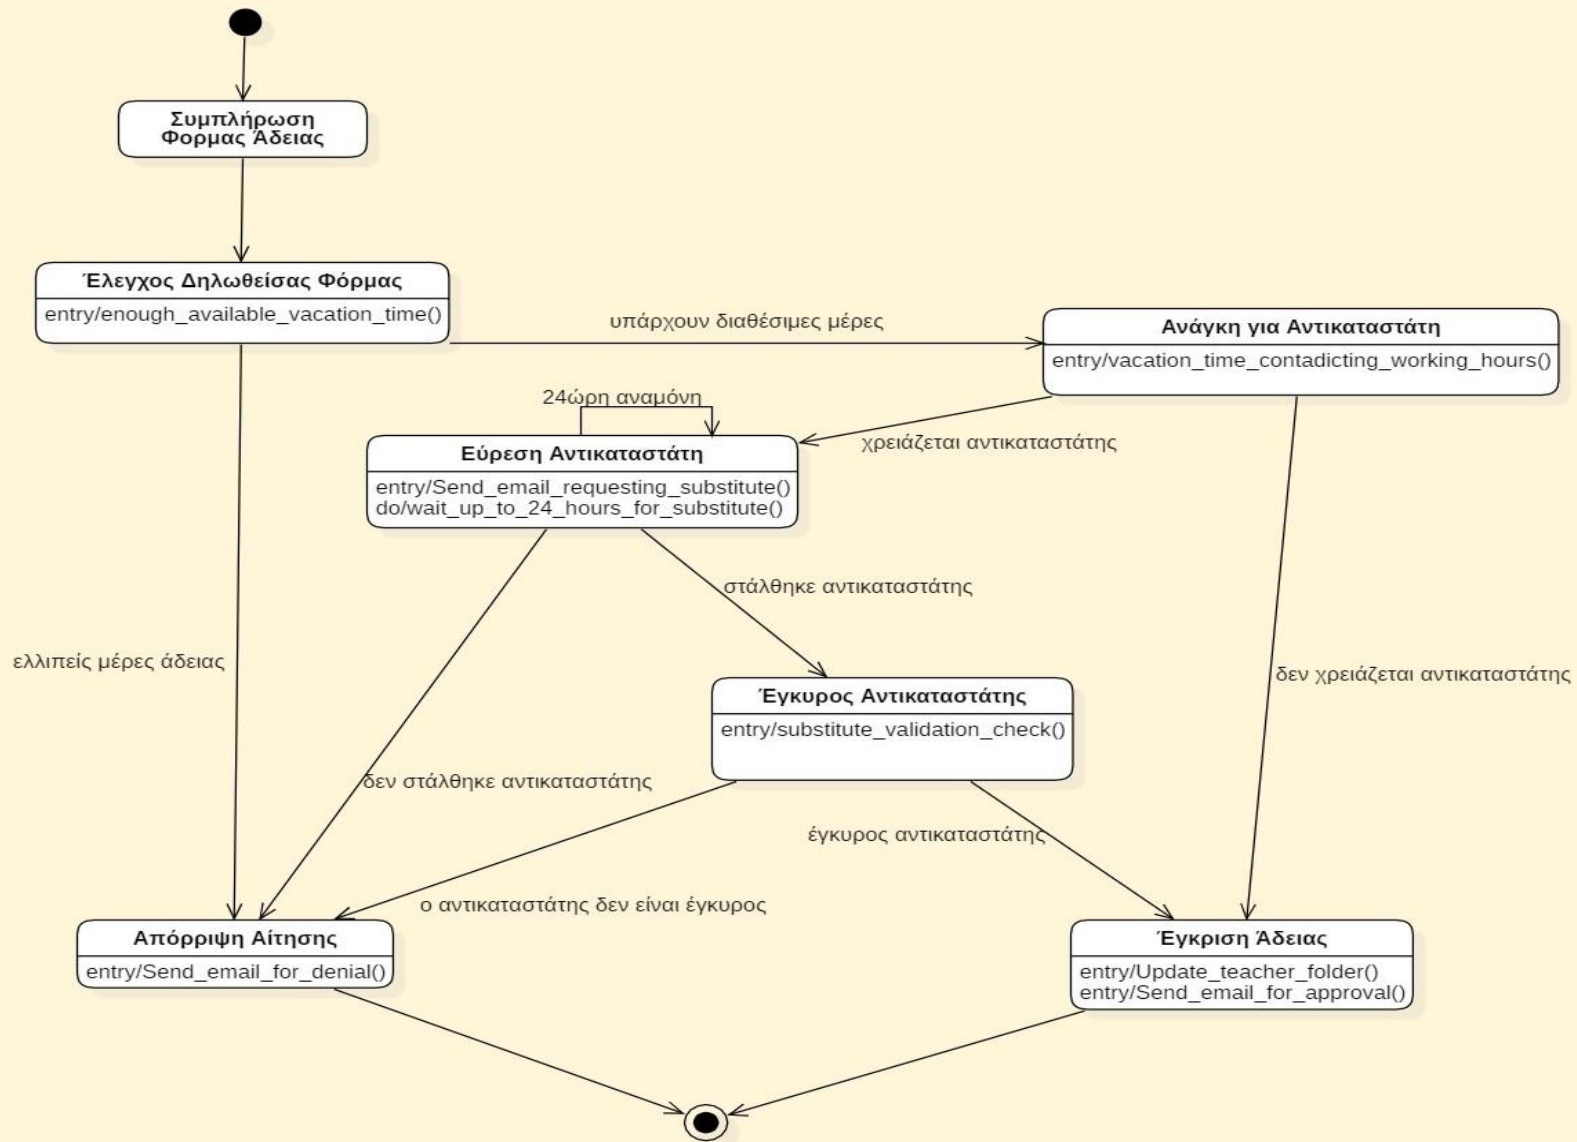 Συμπλήρωση
Φορμας Άδειας
Έλεγχος Δηλωθείσας Φόρμας
entry/enough_available_vacation_time()
υπάρχουν διαθέσιμες μέρες
Ανάγκη για Αντικαταστάτη
entry/vacation_time_contadicting_working_hours()
24ώρη αναμόνη
χρειάζεται αντικαταστάτης
Εύρεση Αντικαταστάτη
entry/Send_email_requesting_substitute()
do/wait_up_to_24_hours_for_substitute()
στάλθηκε αντικαταστάτης
ελλιπείς μέρες άδειας
δεν χρειάζεται αντικαταστάτης
Έγκυρος Αντικαταστάτης
entry/substitute_validation_check()
δεν στάλθηκε αντικαταστάτης
έγκυρος αντικαταστάτης
ο αντικαταστάτης δεν είναι έγκυρος
Απόρριψη Αίτησης
entry/Send_email_for_denial()
Έγκριση Άδειας
entry/Update_teacher_folder()
entry/Send_email_for_approval()